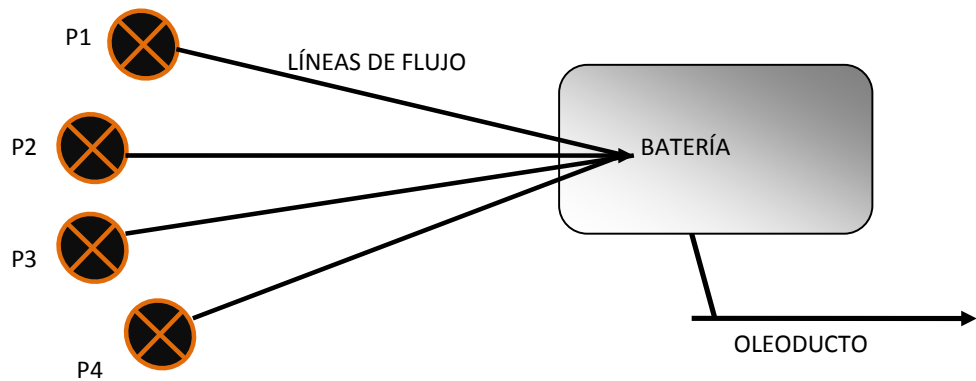 P1
LÍNEAS DE FLUJO
P2
BATERÍA
P3
OLEODUCTO
P4